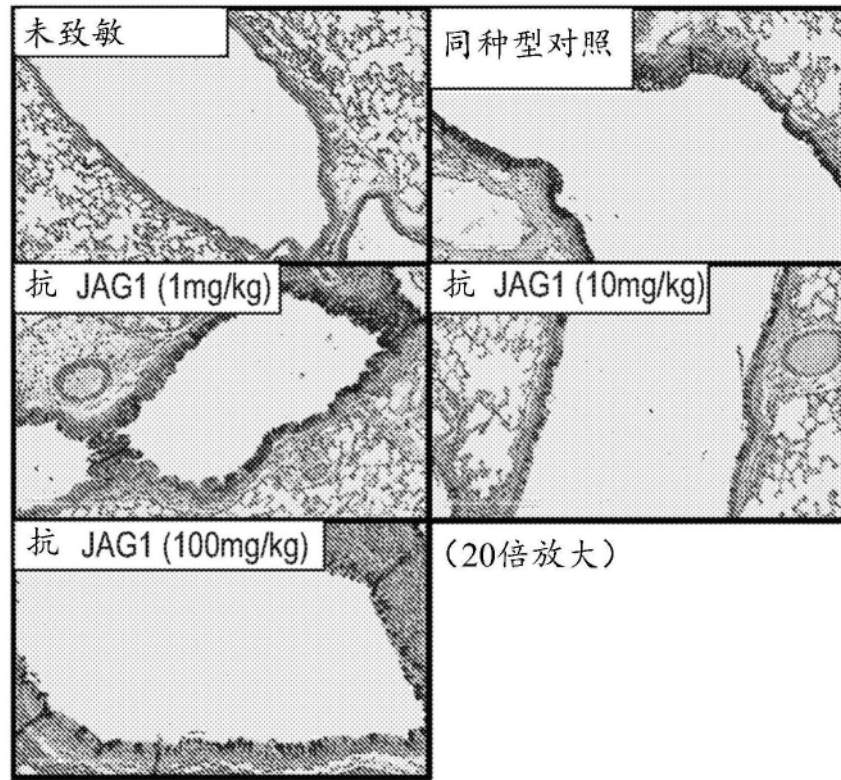 未致敏
同种型对照
抗 JAG1 (1mg/kg)
抗 JAG1 (10mg/kg)
抗 JAG1 (100mg/kg)
（20倍放大）